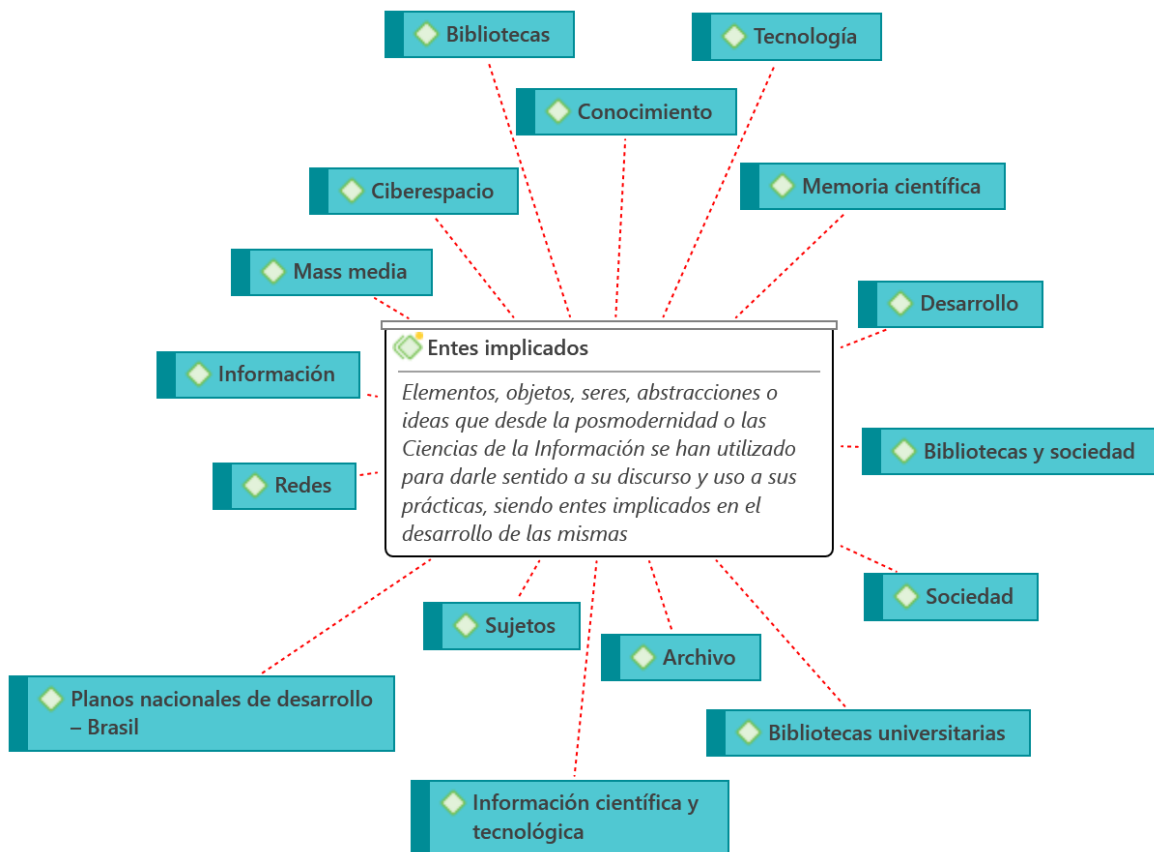 Bibliotecas
Tecnología
Conocimiento
Memoria científica
Ciberespacio
Mass media
Desarrollo
Entes implicados
Elementos, objetos, seres, abstracciones o
ideas que desde la posmodernidad o las
Ciencias de la Información se han utilizado
para darle sentido a su discurso y uso a sus
prácticas, siendo entes implicados en el
desarrollo de las mismas
Información
Bibliotecas y sociedad
Redes
Sociedad
Sujetos
Archivo
Planos nacionales de desarrollo
– Brasil
Bibliotecas universitarias
Información científica y
tecnológica